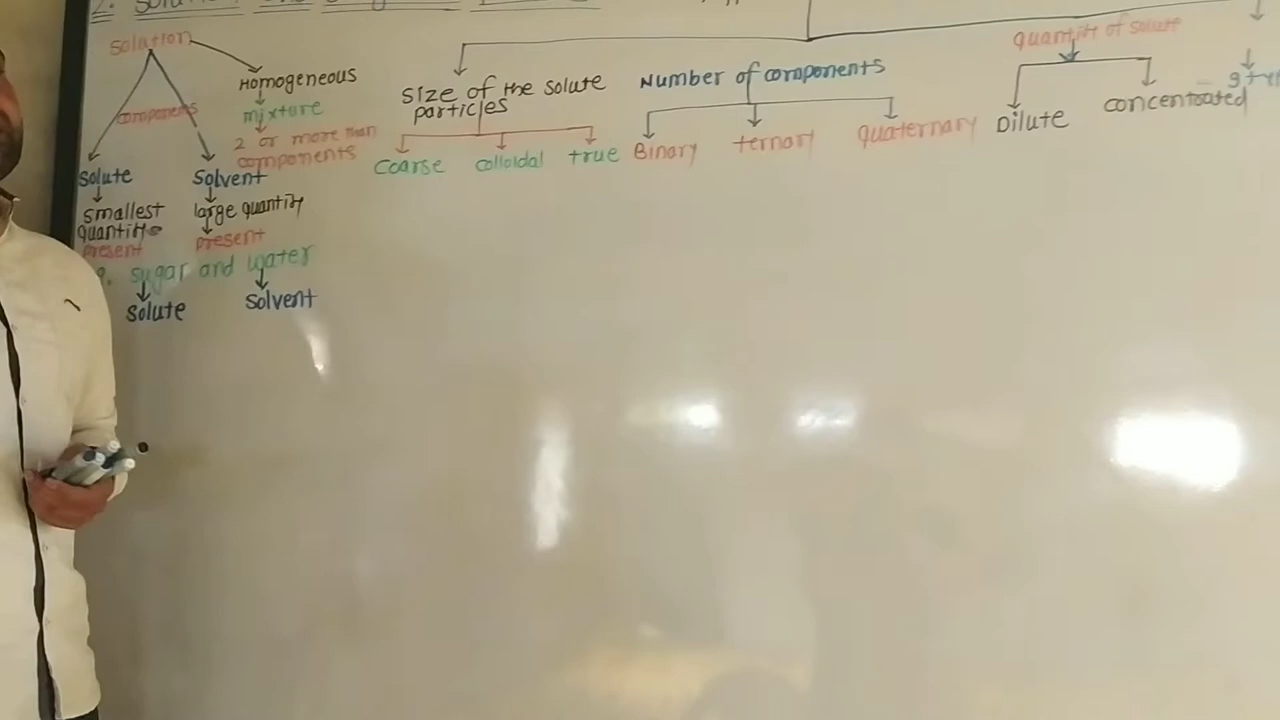 2. Solution
Solution
components
Homogeneous
mixture
2 or more than
components
Solute
smallest
quantity
present
Solvent
large quantity
present
sugar and water
Solute
Solvent
size of the solute
particles
Coarse
colloidal
true
Number of components
Binary
ternary
quaternary
quantity of solute
Dilute
concentrated